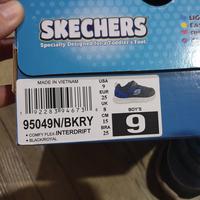 SKECHERS
Specially Designed for a Toddler's Foot.
MADE IN VIETNAM
USA
9
EUR
25
UK
8
CM
15
BRA
25
95049N/BKRY
• COMFY FLEX INTERDRIFT
• BLACK/ROYAL
BOY'S
9